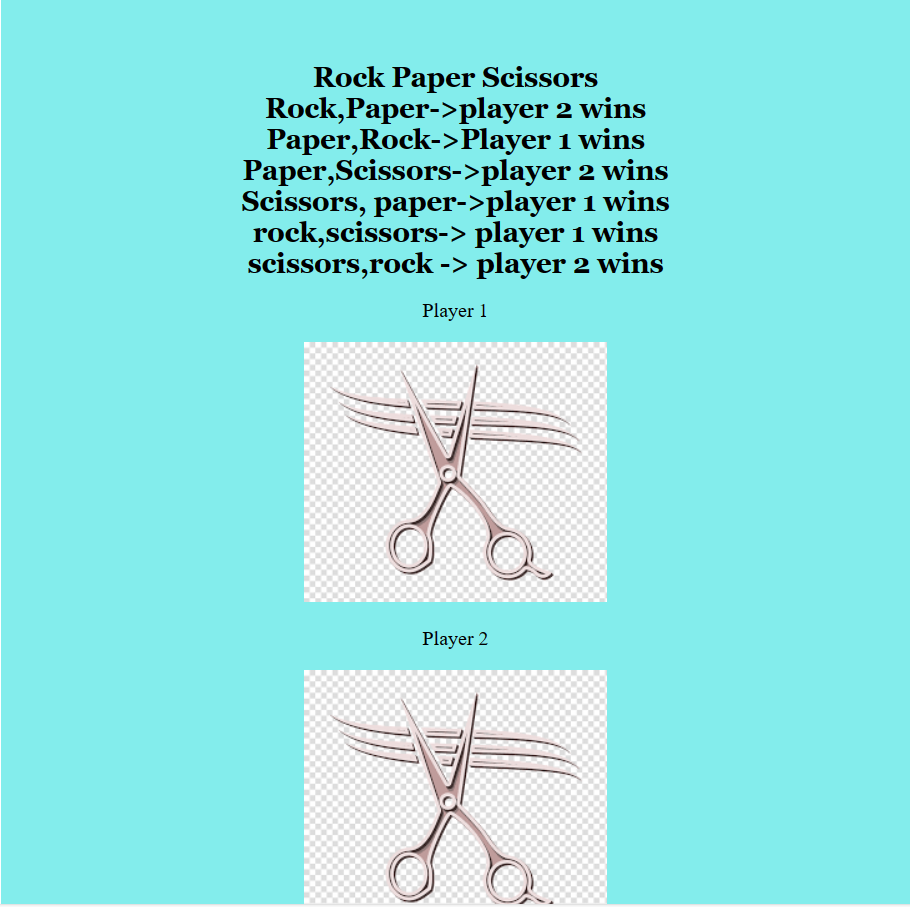 Rock Paper Scissors
Rock,Paper->player 2 wins
Paper,Rock->Player 1 wins
Paper,Scissors->player 2 wins
Scissors, paper->player 1 wins
rock,scissors-> player 1 wins
scissors,rock -> player 2 wins
Player 1
Player 2